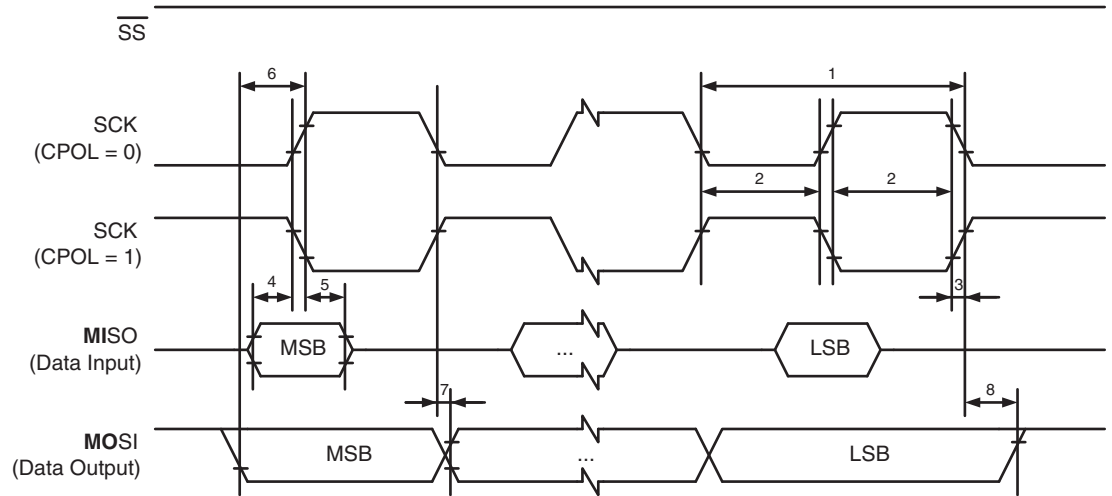 SS
6
1
SCK
(CPOL = 0)
2
2
SCK
(CPOL = 1)
4
5
3
MISO
(Data Input)
MSB
...
LSB
7
8
MOSI
(Data Output)
MSB
...
LSB